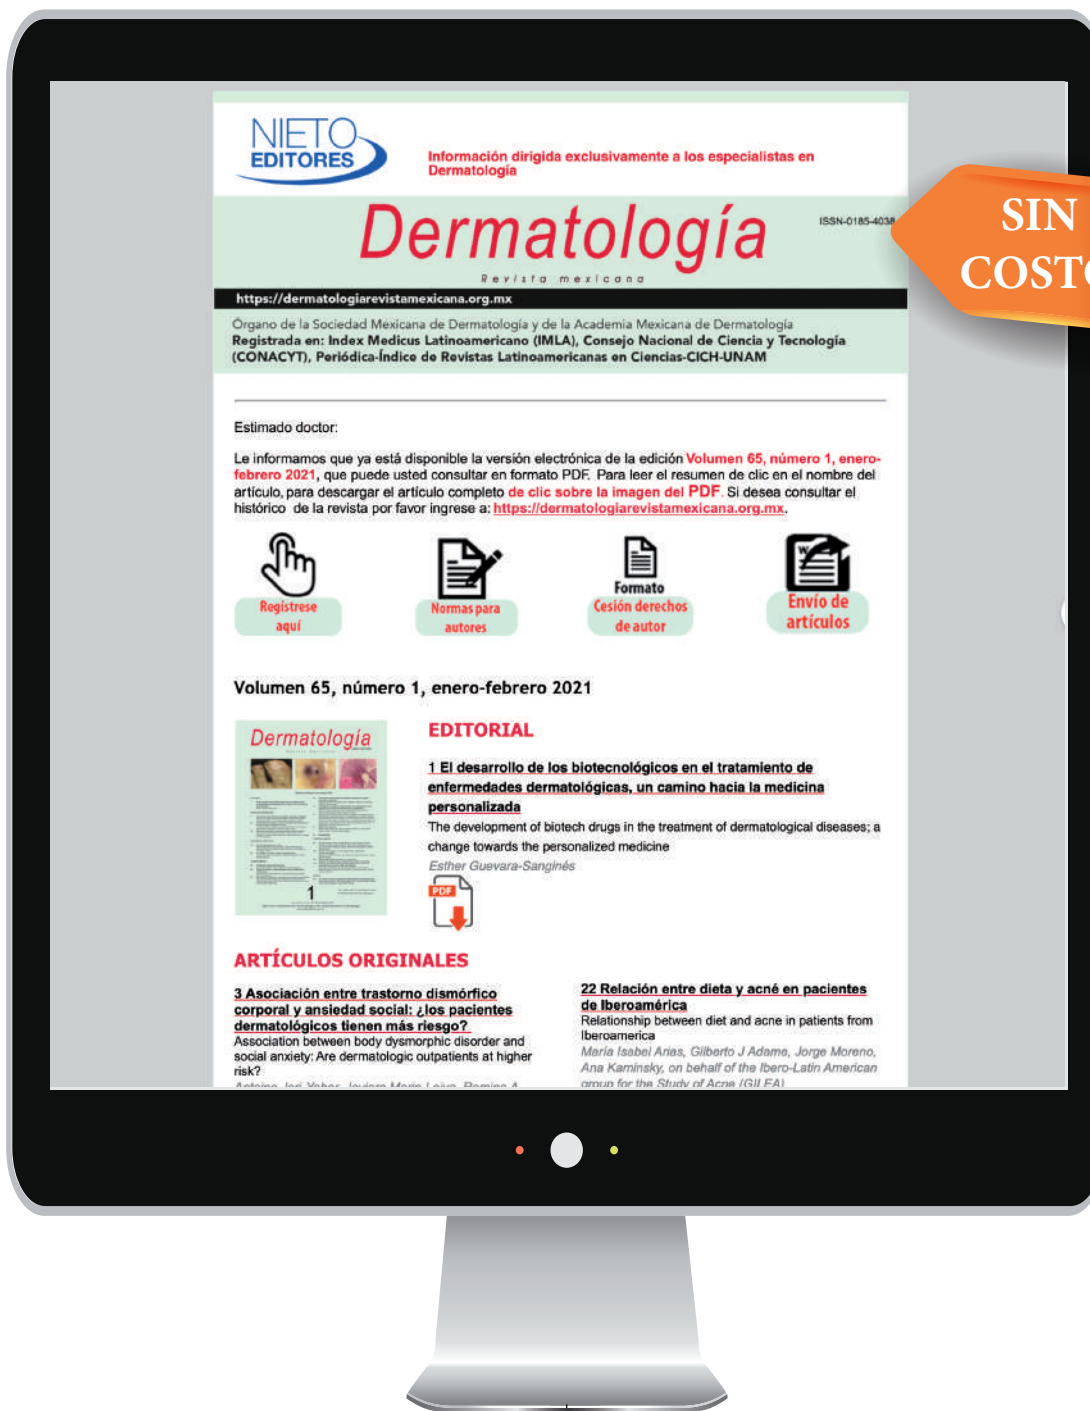 NIETO
EDITORES
Información dirigida exclusivamente a los especialistas en
Dermatología
Dermatología
ISSN-0185-4038
Revista mexicana
SIN
COSTO
https://dermatologiarevistamexicana.org.mx
Órgano de la Sociedad Mexicana de Dermatología y de la Academia Mexicana de Dermatología
Registrada en: Index Medicus Latinoamericano (IMLA), Consejo Nacional de Ciencia y Tecnología
(CONACYT), Periódica-Índice de Revistas Latinoamericanas en Ciencias-CICH-UNAM
Estimado doctor:
Le informamos que ya está disponible la versión electrónica de la edición Volumen 65, número 1, enero-
febrero 2021, que puede usted consultar en formato PDF. Para leer el resumen de clic en el nombre del
artículo, para descargar el artículo completo de clic sobre la imagen del PDF. Si desea consultar el
histórico de la revista por favor ingrese a: https://dermatologiarevistamexicana.org.mx.
Regístrese
aquí
Normas para
autores
Formato
Cesión derechos
de autor
W
Envío de
artículos
Volumen 65, número 1, enero-febrero 2021
Dermatología
1
EDITORIAL
1 El desarrollo de los biotecnológicos en el tratamiento de
enfermedades dermatológicas, un camino hacia la medicina
personalizada
The development of biotech drugs in the treatment of dermatological diseases; a
change towards the personalized medicine
Esther Guevara-Sanginés
PDF
ARTÍCULOS ORIGINALES
3 Asociación entre trastorno dismórfico
corporal y ansiedad social: ¿los pacientes
dermatológicos tienen más riesgo?
Association between body dysmorphic disorder and
social anxiety: Are dermatologic outpatients at higher
risk?
22 Relación entre dieta y acné en pacientes
de Iberoamérica
Relationship between diet and acne in patients from
Iberoamerica
María Isabel Arias, Gilberto J Adame, Jorge Moreno,
Ana Kaminsky, on behalf of the Ibero-Latin American
group for the Study of Acne (GILEA)